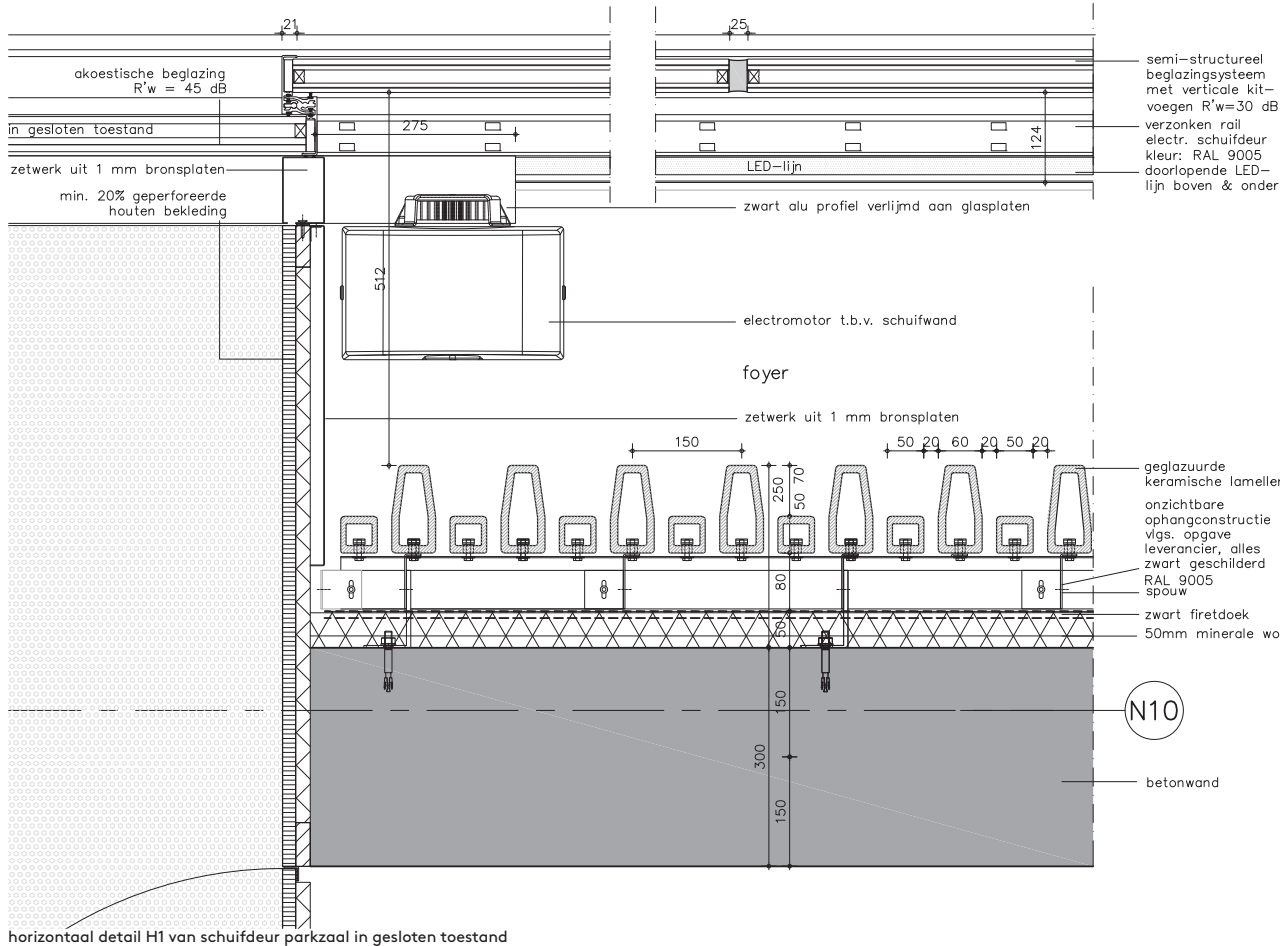 21
25
akoestische beglazing
R'w = 45 dB
semi-structureel
beglazingsysteem
met verticale kit-
voegen R'w=30 dB
in gesloten toestand
275
124
verzonken rail
electr. schuifdeur
kleur: RAL 9005
doorlopende LED-
lijn boven & onder
zetwerk uit 1 mm bronsplaten
LED-lijn
min. 20% geperforeerde
houten bekleding
zwart alu profiel verlijmd aan glasplaten
512
electromotor t.b.v. schuifwand
foyer
zetwerk uit 1 mm bronsplaten
150
50 20 60 20 50 20
250
50 70
geglazuurde
keramische lamellen
onzichtbare
ophangconstructie
vlgs. opgave
leverancier, alles
zwart geschilderd
RAL 9005
80
spouw
zwart firetdoek
50
50mm minerale wo
150
N10
300
betonwand
150
horizontaal detail H1 van schuifdeur parkzaal in gesloten toestand